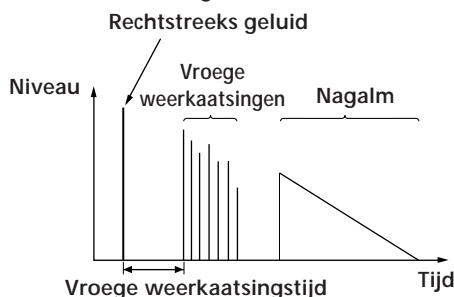 Rechtstreeks geluid
Vroege
weerkaatsingen
Nagalm
Niveau
Tijd
Vroege weerkaatsingstijd